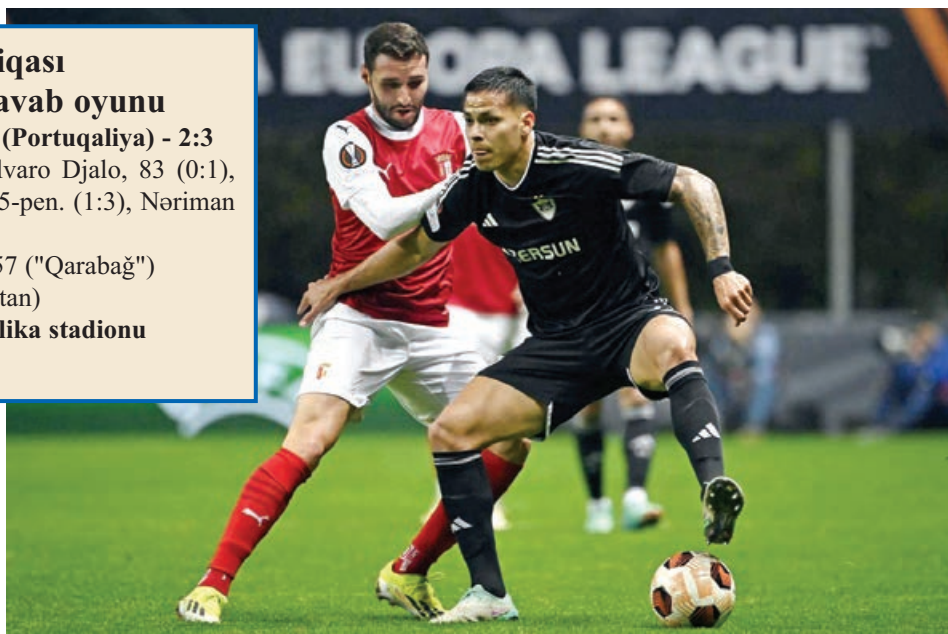 iqası
avab oyunu
(Portuqaliya) - 2:3
lvaro Djalo, 83 (0:1),
5-pen. (1:3), Nəriman
57 ("Qarabağ")
tan)
lika stadionu
A EUROPA LEAGUE
ZERSUN